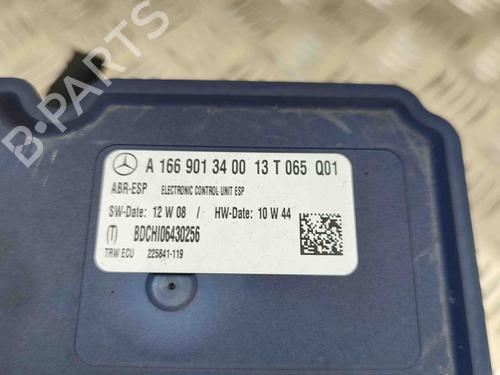 B-PARTS
A 166 901 34 00 13 T 065 Q01
ABR-ESP ELECTRONIC CONTROL UNIT ESP
SW-Date: 12 W 08 / HW-Date: 10 W 44
(T) BDCHI06430256
TRW ECU 225841-119